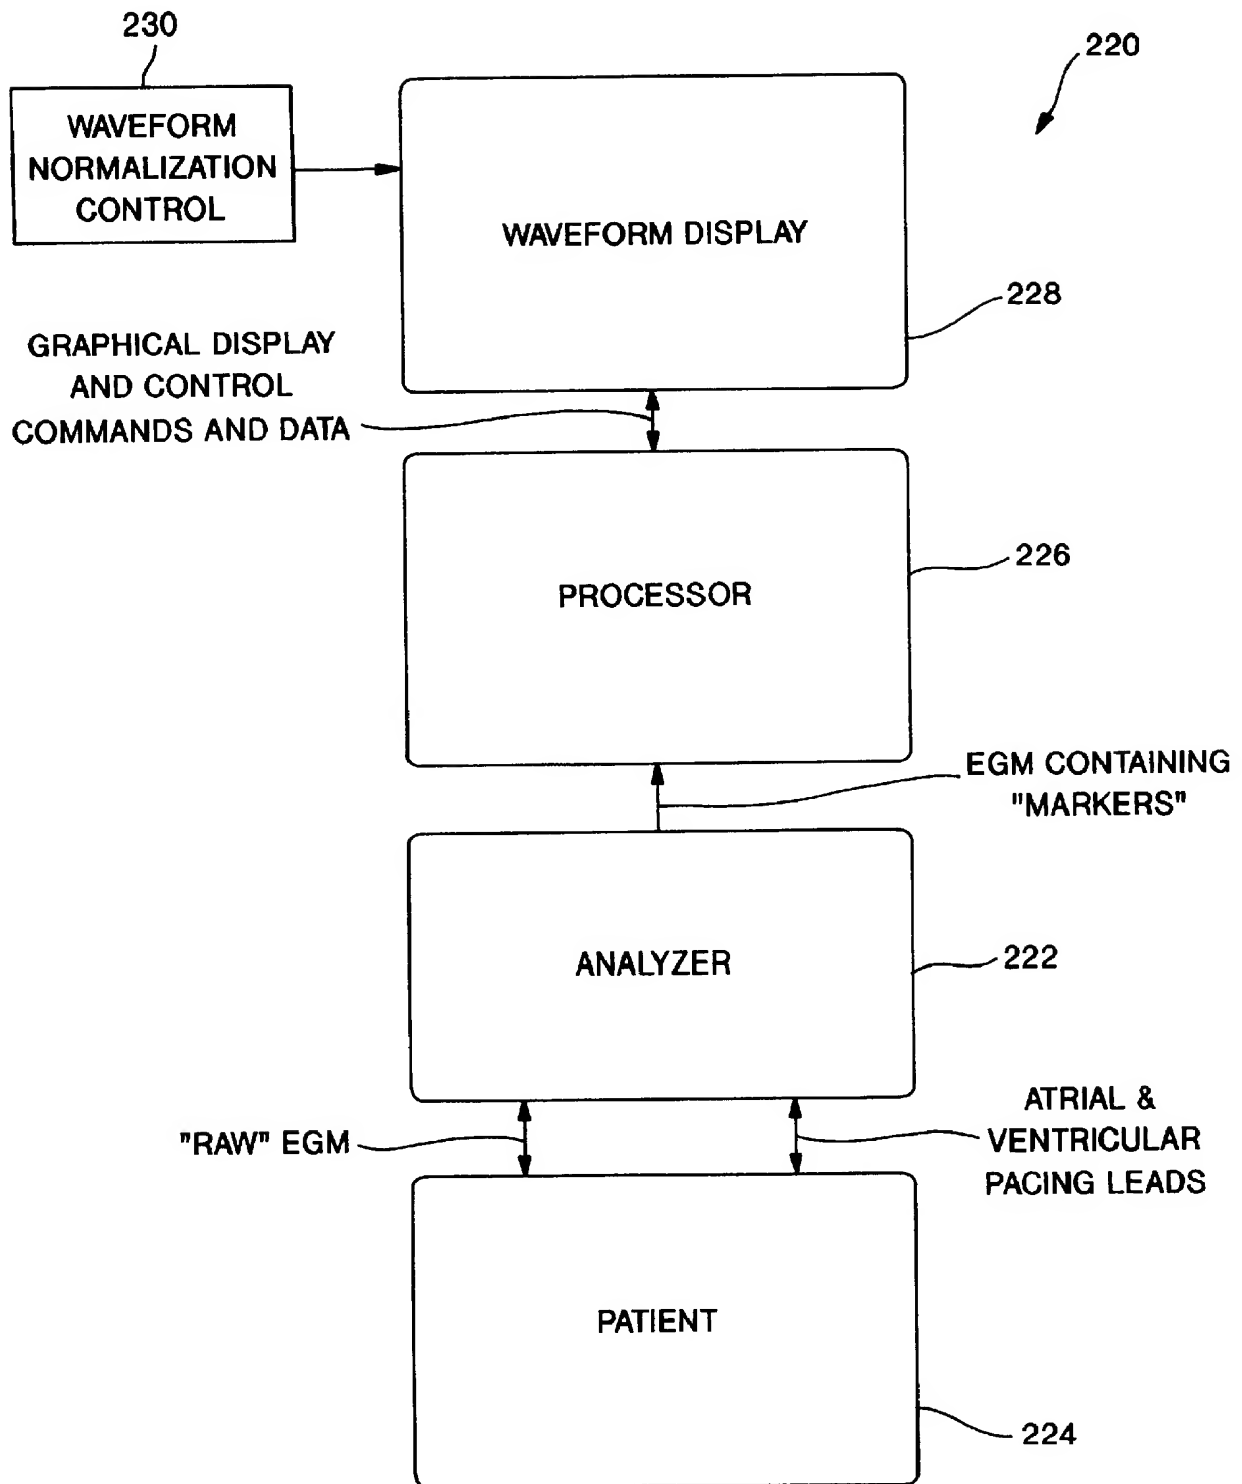 230
220
WAVEFORM
NORMALIZATION
CONTROL
WAVEFORM DISPLAY
228
GRAPHICAL DISPLAY
AND CONTROL
COMMANDS AND DATA
226
PROCESSOR
EGM CONTAINING
"MARKERS"
ANALYZER
222
"RAW" EGM
ATRIAL &
VENTRICULAR
PACING LEADS
PATIENT
224